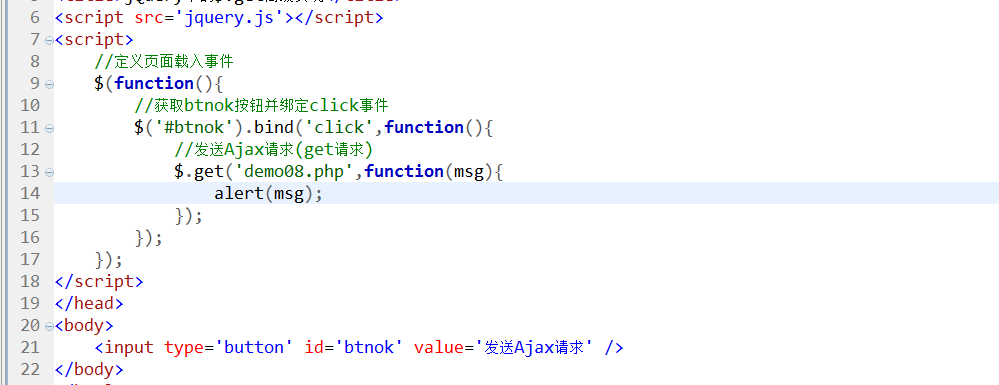 6 <script src='jquery.js'></script>
7 <script>
8 //定义页面载入事件
9 $(function(){
10 //获取btnok按钮并绑定click事件
11 $('#btnok').bind('click',function(){
12 //发送Ajax请求(get请求)
13 $.get('demo08.php',function(msg){
14 alert(msg);
15 });
16 });
17 });
18 </script>
19 </head>
20 <body>
21 <input type='button' id='btnok' value='发送Ajax请求' />
22 </body>